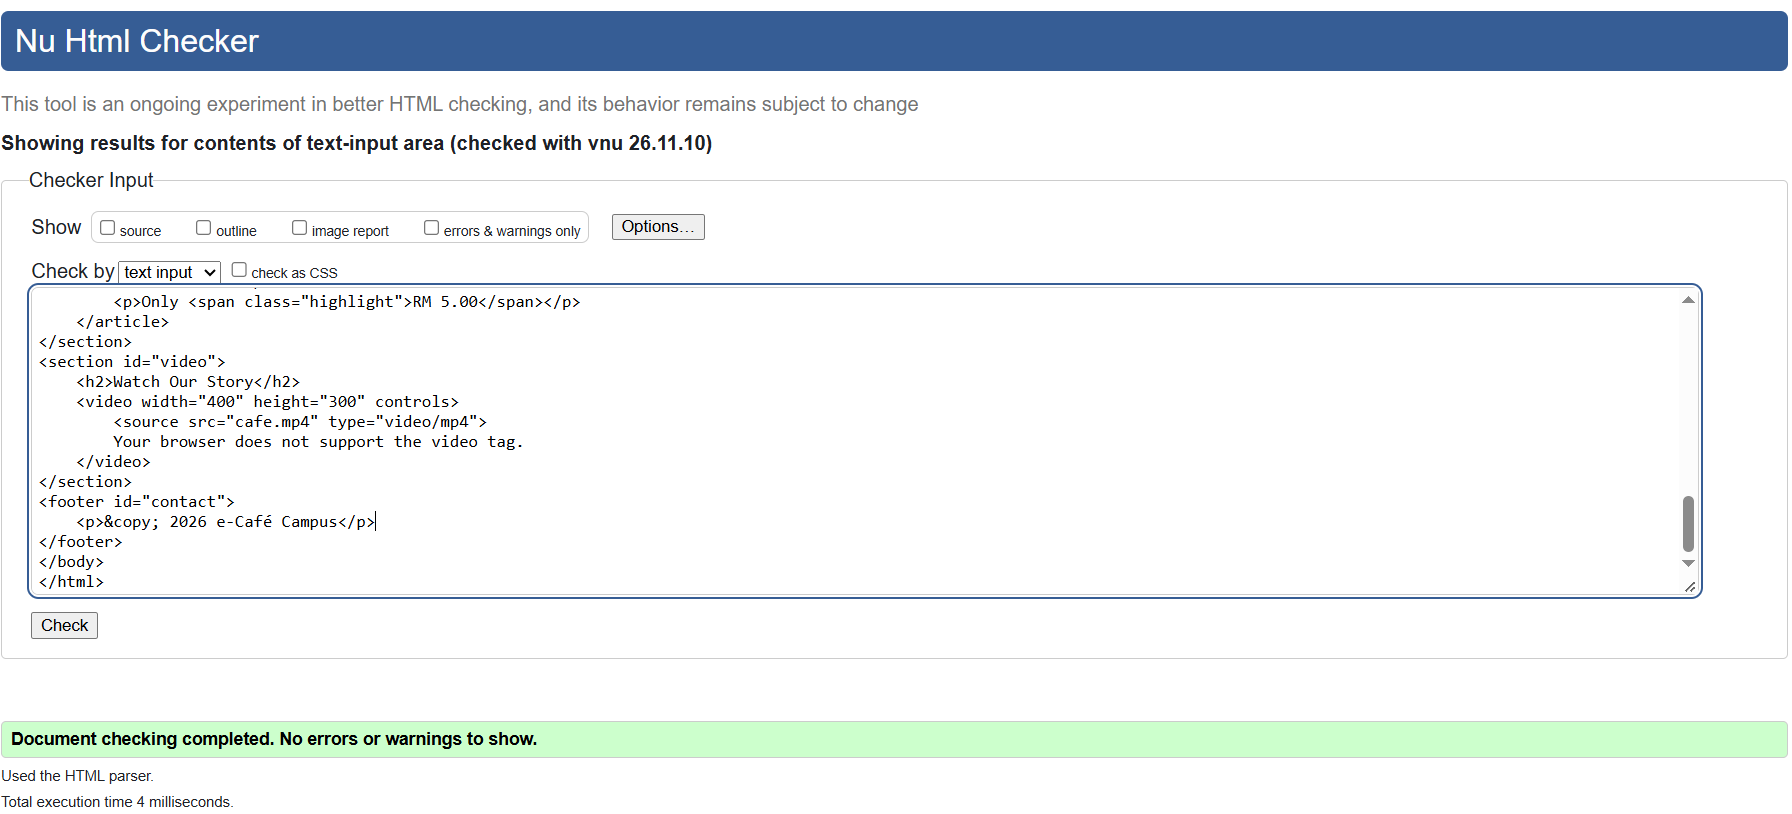 Nu Html Checker
This tool is an ongoing experiment in better HTML checking, and its behavior remains subject to change
Showing results for contents of text-input area (checked with vnu 26.11.10)
Checker Input
Show source outline image report errors & warnings only Options...
Check by text input check as CSS
<p>Only <span class="highlight">RM 5.00</span></p>
</article>
</section>
<section id="video">
<h2>Watch Our Story</h2>
<video width="400" height="300" controls>
<source src="cafe.mp4" type="video/mp4">
Your browser does not support the video tag.
</video>
</section>
<footer id="contact">
<p>&copy; 2026 e-Café Campus</p>
</footer>
</body>
</html>
Check
Document checking completed. No errors or warnings to show.
Used the HTML parser.
Total execution time 4 milliseconds.